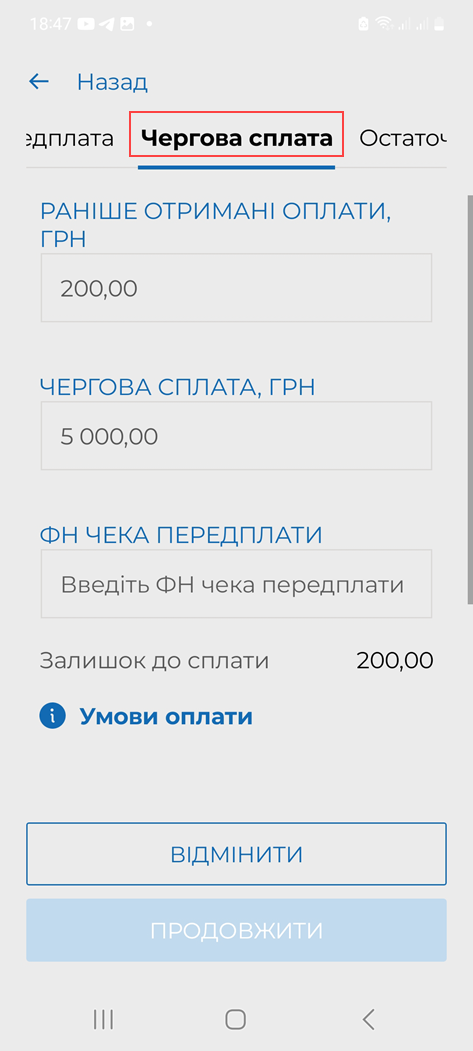 18:47
Назад
едплата
Чергова сплата
Остаточ
РАНІШЕ ОТРИМАНІ ОПЛАТИ,
ГРН
200,00
ЧЕРГОВА СПЛАТА, ГРН
5 000,00
ФН ЧЕКА ПЕРЕДПЛАТИ
Введіть ФН чека передплати
Залишок до сплати 200,00
Умови оплати
ВІДМІНИТИ
ПРОДОВЖИТИ